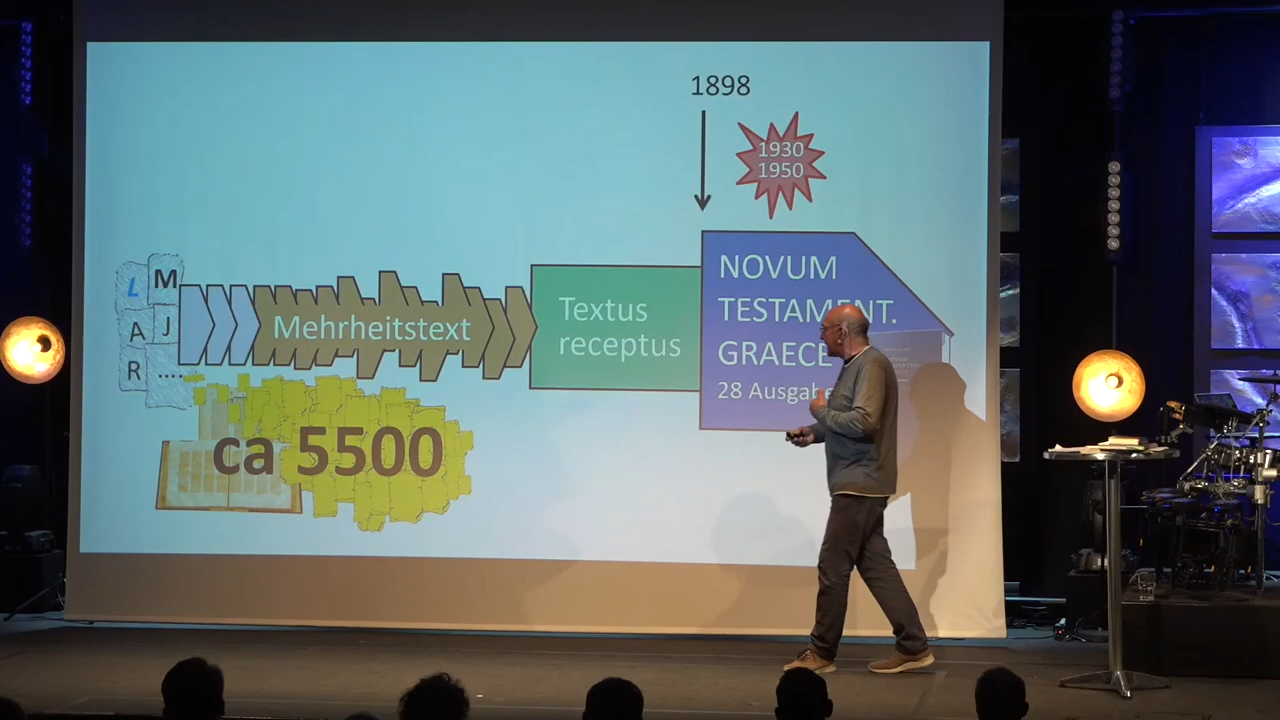 1898
1930
1950
L M
A J
R ....
Mehrheitstext
Textus
receptus
NOVUM
TESTAMENT.
GRAECE
28 Ausgabe
ca 5500